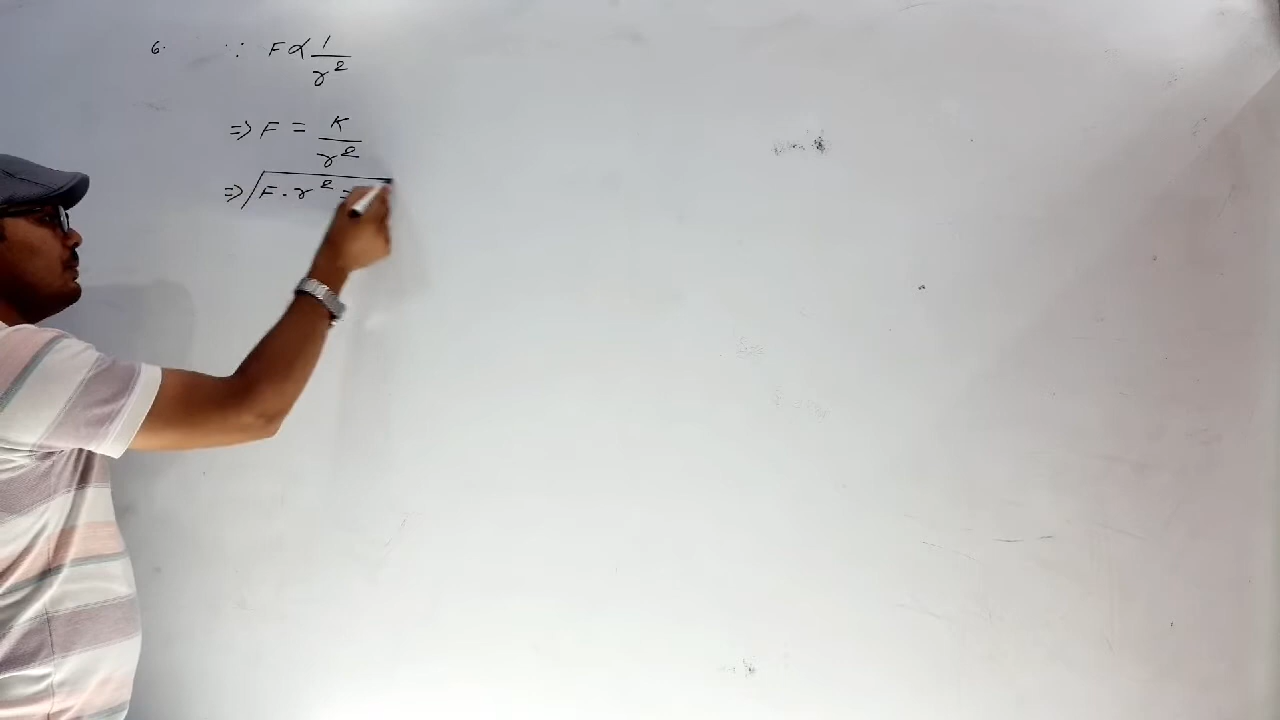 6. ∵ F ∝ 1/r²
=> F = K/r²
=> F . r² =